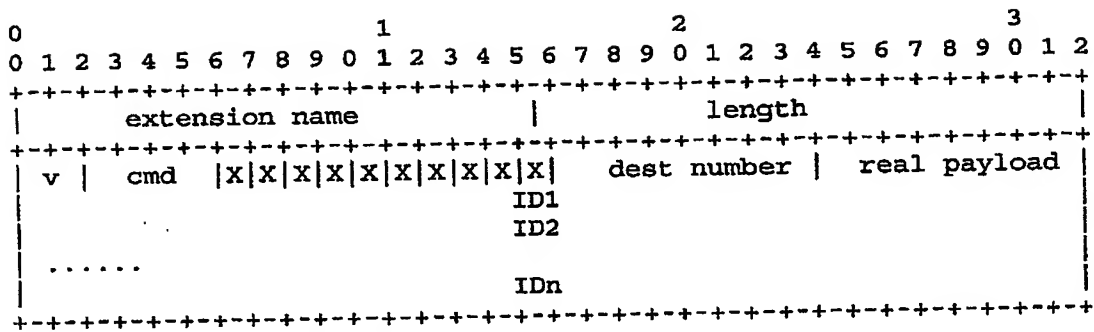 0 1 2 3
0 1 2 3 4 5 6 7 8 9 0 1 2 3 4 5 6 7 8 9 0 1 2 3 4 5 6 7 8 9 0 1 2
+-+-+-+-+-+-+-+-+-+-+-+-+-+-+-+-+-+-+-+-+-+-+-+-+-+-+-+-+-+-+-+-+
| extension name | length |
+-+-+-+-+-+-+-+-+-+-+-+-+-+-+-+-+-+-+-+-+-+-+-+-+-+-+-+-+-+-+-+-+
| v | cmd |X|X|X|X|X|X|X|X|X|X| dest number | real payload |
| ID1 |
| ID2 |
| ...... |
| IDn |
+-+-+-+-+-+-+-+-+-+-+-+-+-+-+-+-+-+-+-+-+-+-+-+-+-+-+-+-+-+-+-+-+